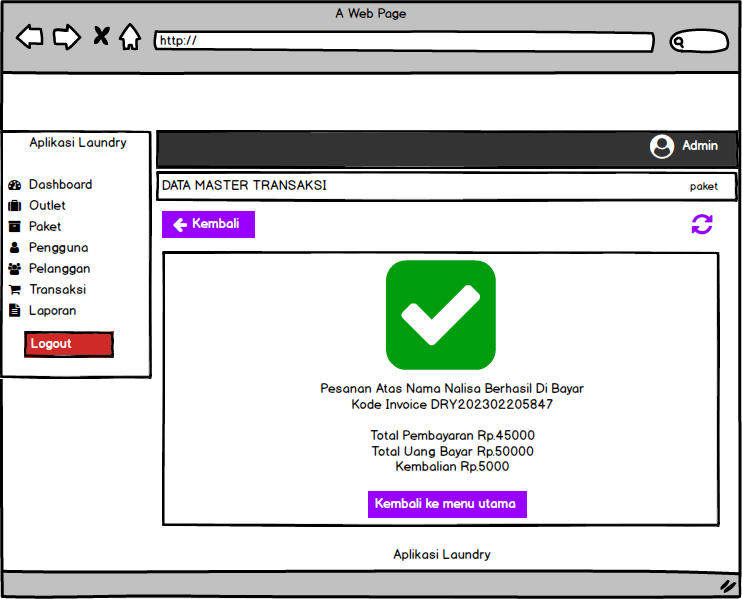 A Web Page
http://
Aplikasi Laundry
Admin
DATA MASTER TRANSAKSI
paket
Dashboard
Outlet
Paket
Pengguna
Pelanggan
Transaksi
Laporan
Logout
Kembali
Pesanan Atas Nama Nalisa Berhasil Di Bayar
Kode Invoice DRY202302205847
Total Pembayaran Rp.45000
Total Uang Bayar Rp.50000
Kembalian Rp.5000
Kembali ke menu utama
Aplikasi Laundry